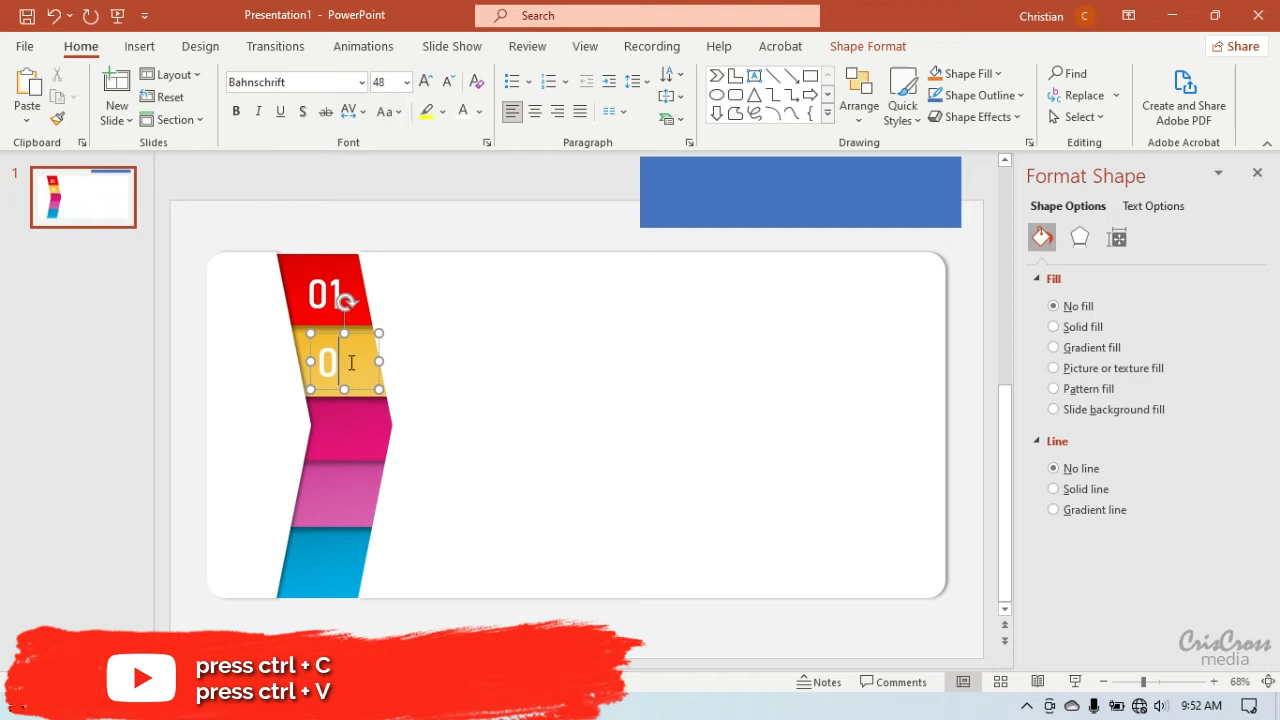 Presentation1 - PowerPoint
Search
Christian
C
File
Home
Insert
Design
Transitions
Animations
Slide Show
Review
View
Recording
Help
Acrobat
Shape Format
Share
Paste
Clipboard
New
Slide
Layout
Reset
Section
Slides
Bahnschrift
48
Font
Paragraph
Arrange
Quick
Styles
Shape Fill
Shape Outline
Shape Effects
Drawing
Find
Replace
Select
Editing
Create and Share
Adobe PDF
Adobe Acrobat
1
01
0
Format Shape
Shape Options
Text Options
Fill
No fill
Solid fill
Gradient fill
Picture or texture fill
Pattern fill
Slide background fill
Line
No line
Solid line
Gradient line
press ctrl + C
press ctrl + V
CrisCross
media
Notes
Comments
68%
9:52 AM